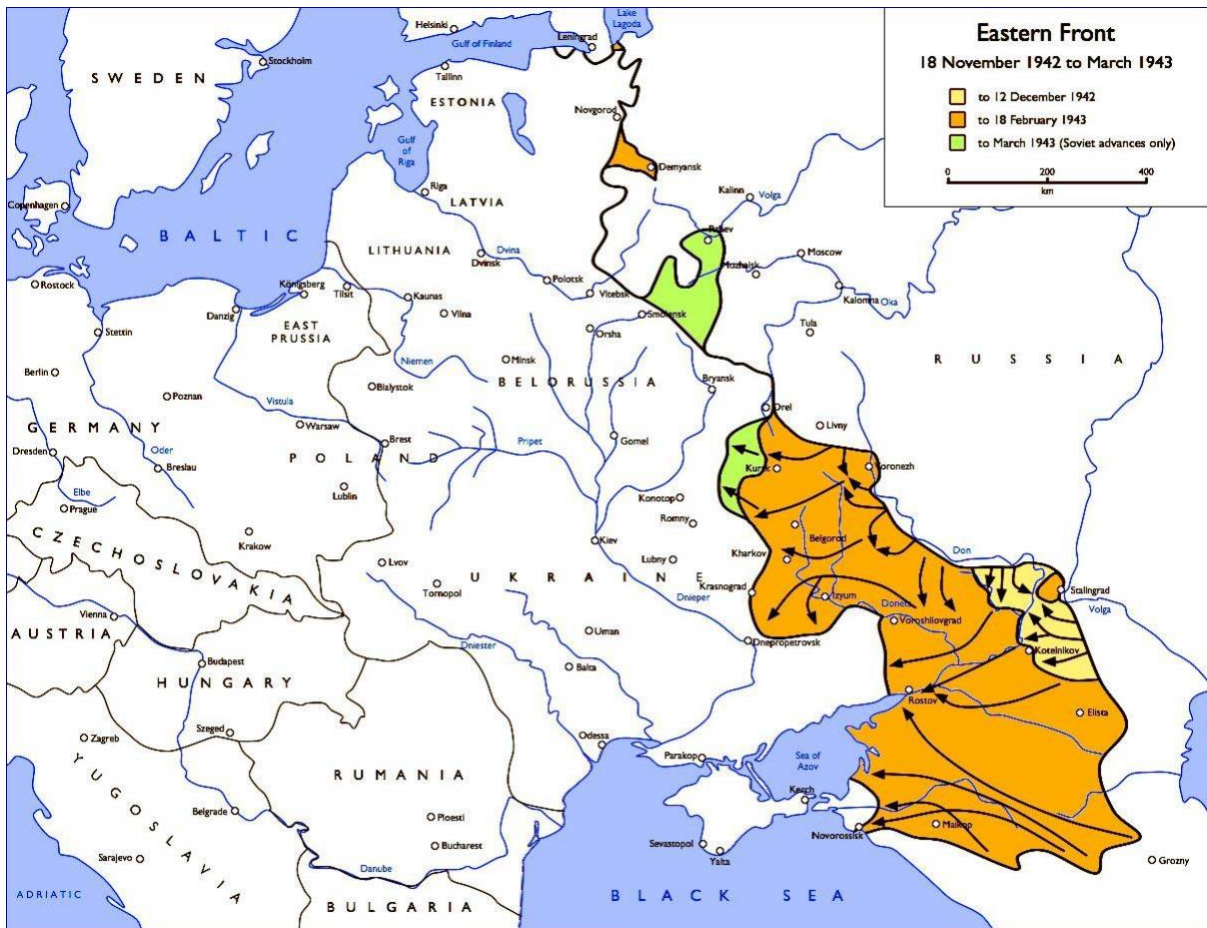 Eastern Front
18 November 1942 to March 1943
to 12 December 1942
to 18 February 1943
to March 1943 (Soviet advances only)
0 200 400
km
Lake
Lagoda
Helsinki
Leningrad
Gulf of Finland
Stockholm
SWEDEN
Tallinn
ESTONIA
Novgorod
Gulf
of
Riga
Demyansk
Riga
Kalinn
Volga
Copenhagen
LATVIA
BALTIC
Rzhev
LITHUANIA
Dvina
Dvinsk
Moscow
Mozhaisk
Polotsk
Vitebsk
Rostock
Königsberg
Tilsit
Kaunas
Kalomna
Oka
Danzig
Vilna
Smolensk
Stettin
EAST
PRUSSIA
Orsha
Tula
RUSSIA
Niemen
Minsk
Berlin
BELORUSSIA
Bialystok
Bryansk
Poznan
Vistula
Orel
GERMANY
Warsaw
Livny
Brest
Pripet
Gomel
Dresden
Oder
POLAND
Breslau
Kursk
Voronezh
Elbe
Lublin
Konotop
Prague
Romny
Krakow
Kiev
Belgorod
CZECHOSLOVAKIA
Kharkov
Don
Lvov
Lubny
UKRAINE
Tornopol
Krasnograd
Stalingrad
Dnieper
Izyum
Donets
Volga
Vienna
Voroshilovgrad
AUSTRIA
Uman
Dniester
Dnepropetrovsk
Kotelnikov
Budapest
Balta
HUNGARY
Rostov
Elista
Szeged
Zagreb
Odessa
Parakop
Sea of
Azov
YUGOSLAVIA
RUMANIA
Kerch
Belgrade
Ploesti
Maikop
Novorossisk
Bucharest
Sevastopol
Yalta
Sarajevo
Grozny
Danube
ADRIATIC
BLACK SEA
BULGARIA